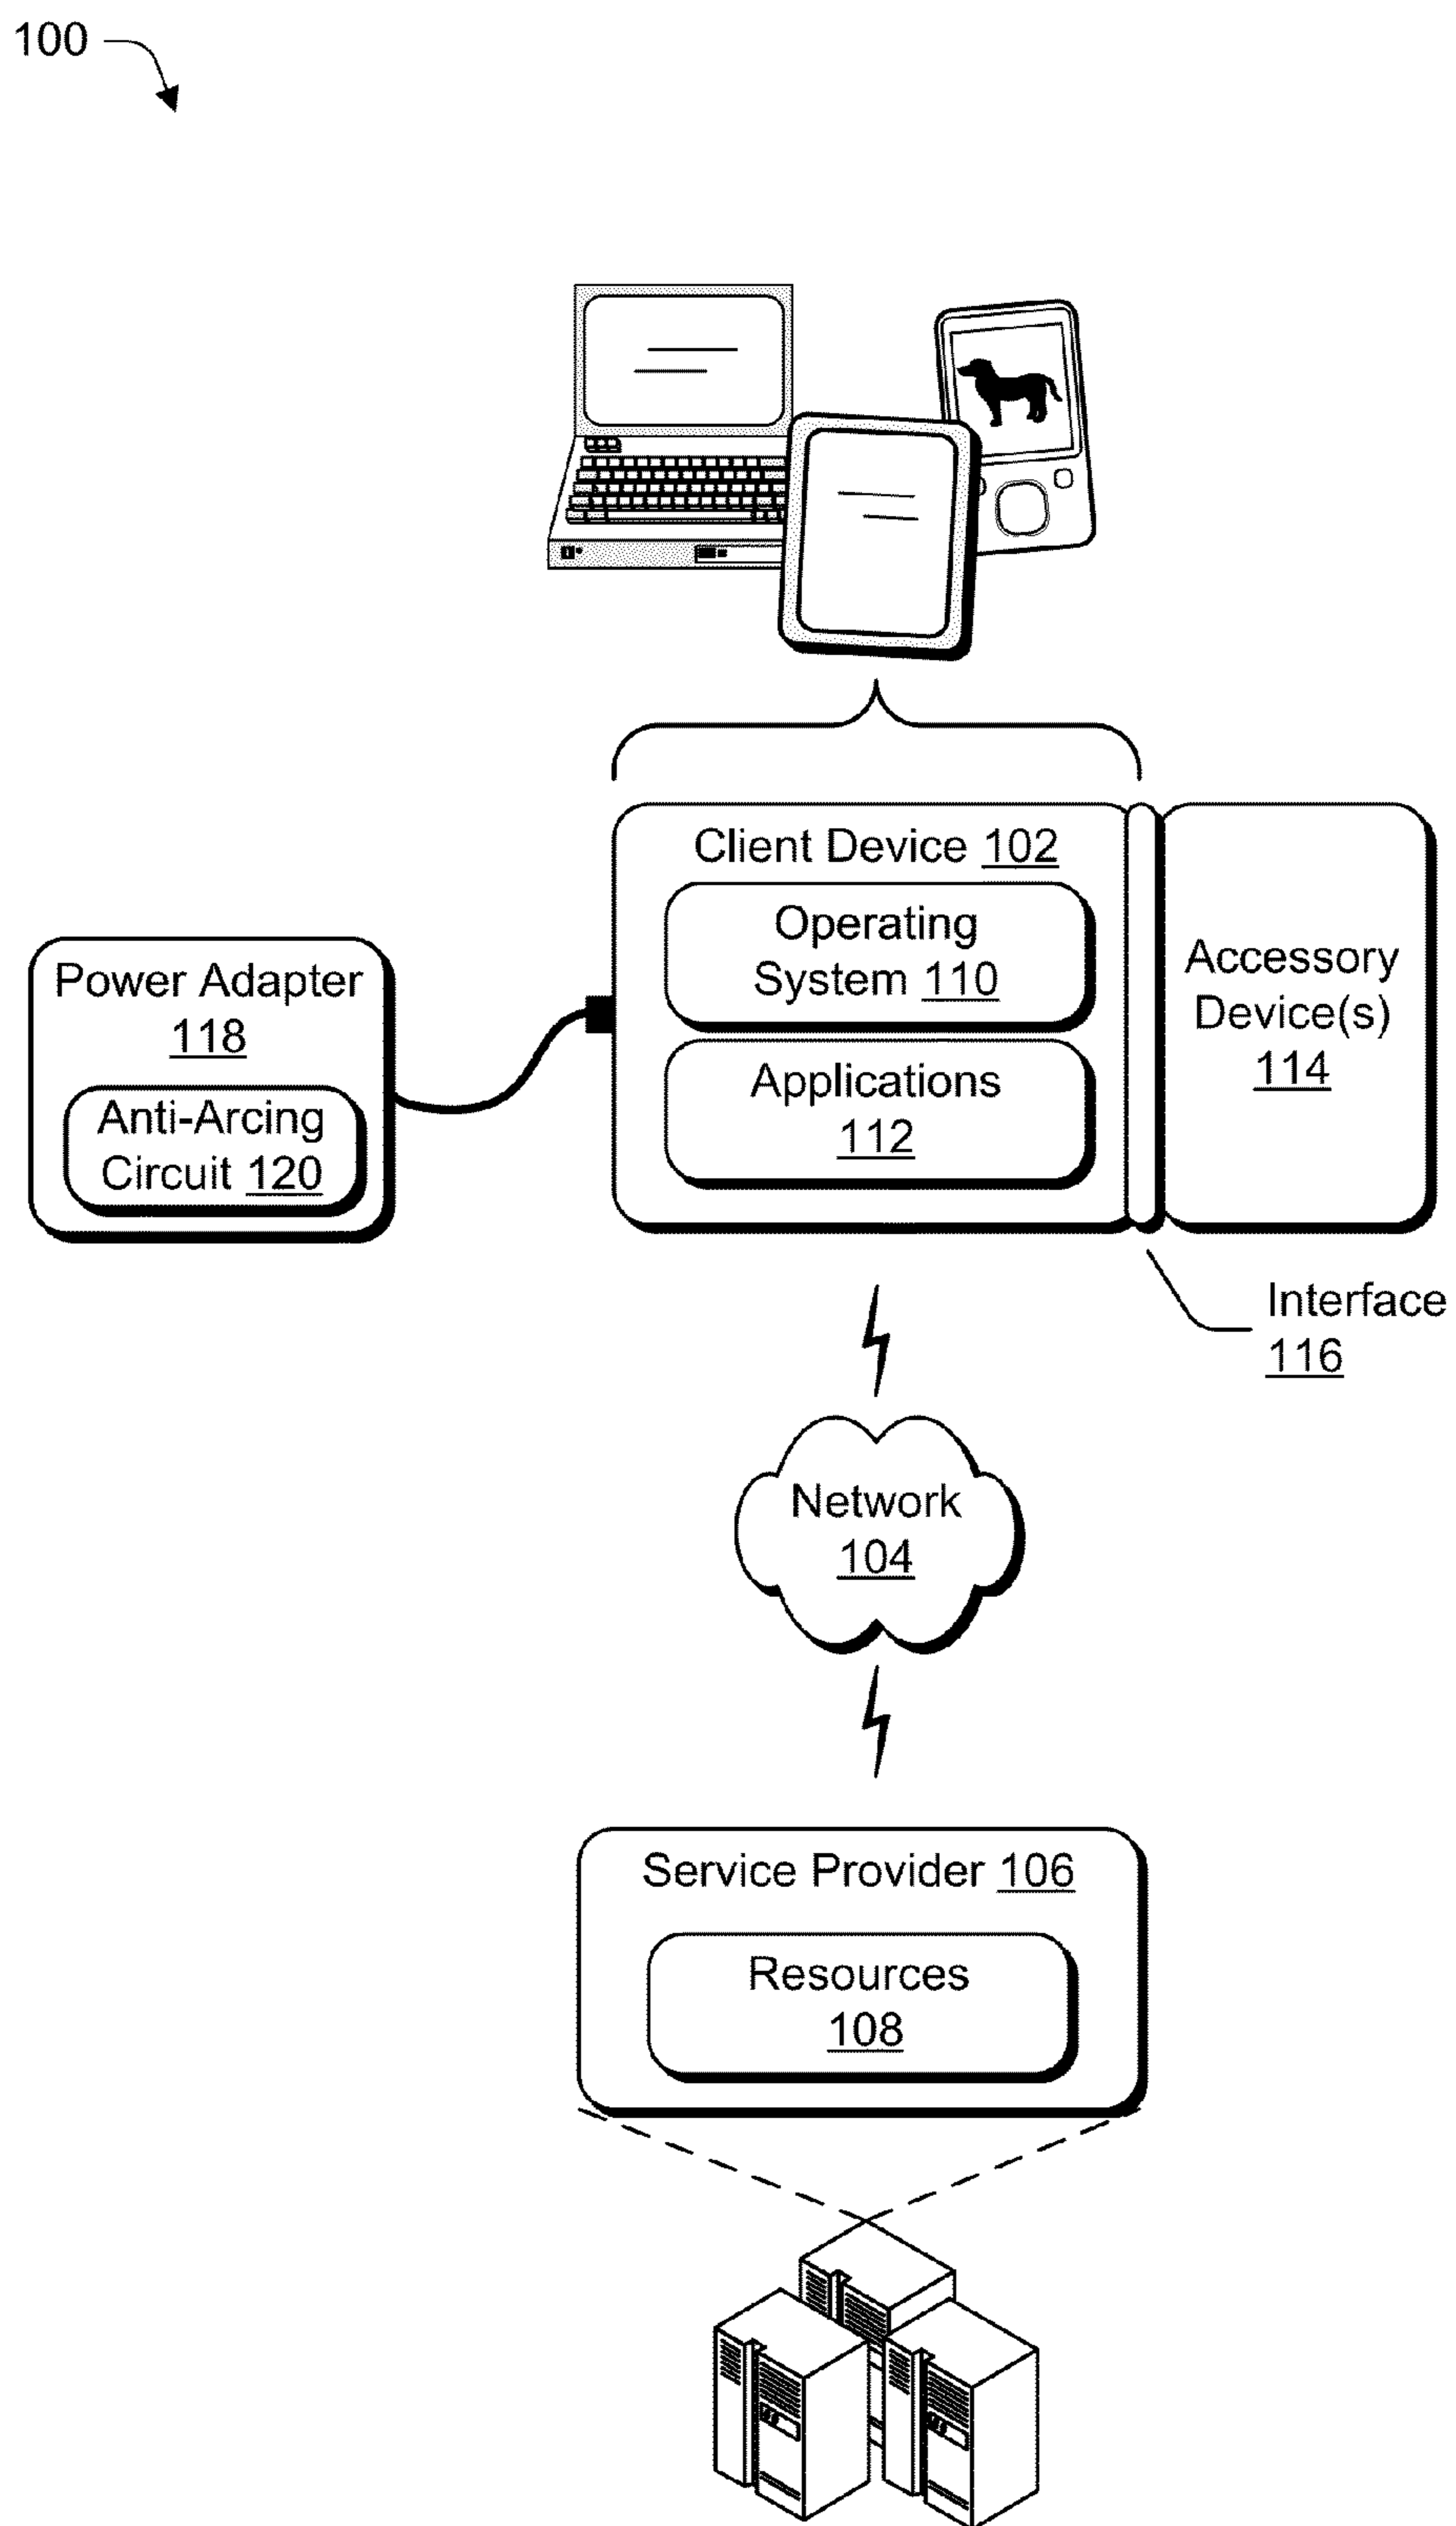 100
Client Device 102
Operating
System 110
Applications
112
Accessory
Device(s)
114
Power Adapter
118
Anti-Arcing
Circuit 120
Interface
116
Network
104
Service Provider 106
Resources
108